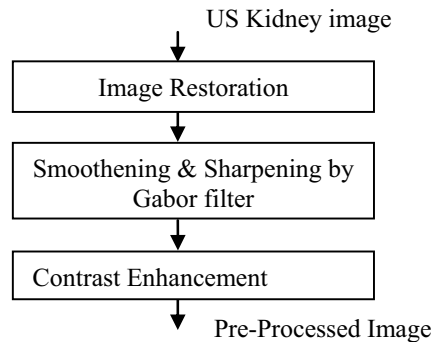 US Kidney image
Image Restoration
Smoothening & Sharpening by
Gabor filter
Contrast Enhancement
Pre-Processed Image